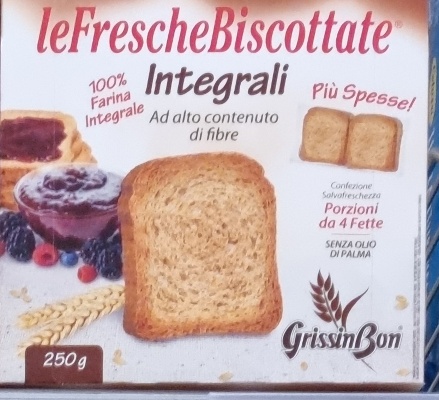 leFrescheBiscottate®
Integrali
100%
Farina
Integrale
Ad alto contenuto
di fibre
Più Spesse!
Confezione
Salvafreschezza
Porzioni
da 4 Fette
SENZA OLIO
DI PALMA
GrissinBon®
250g